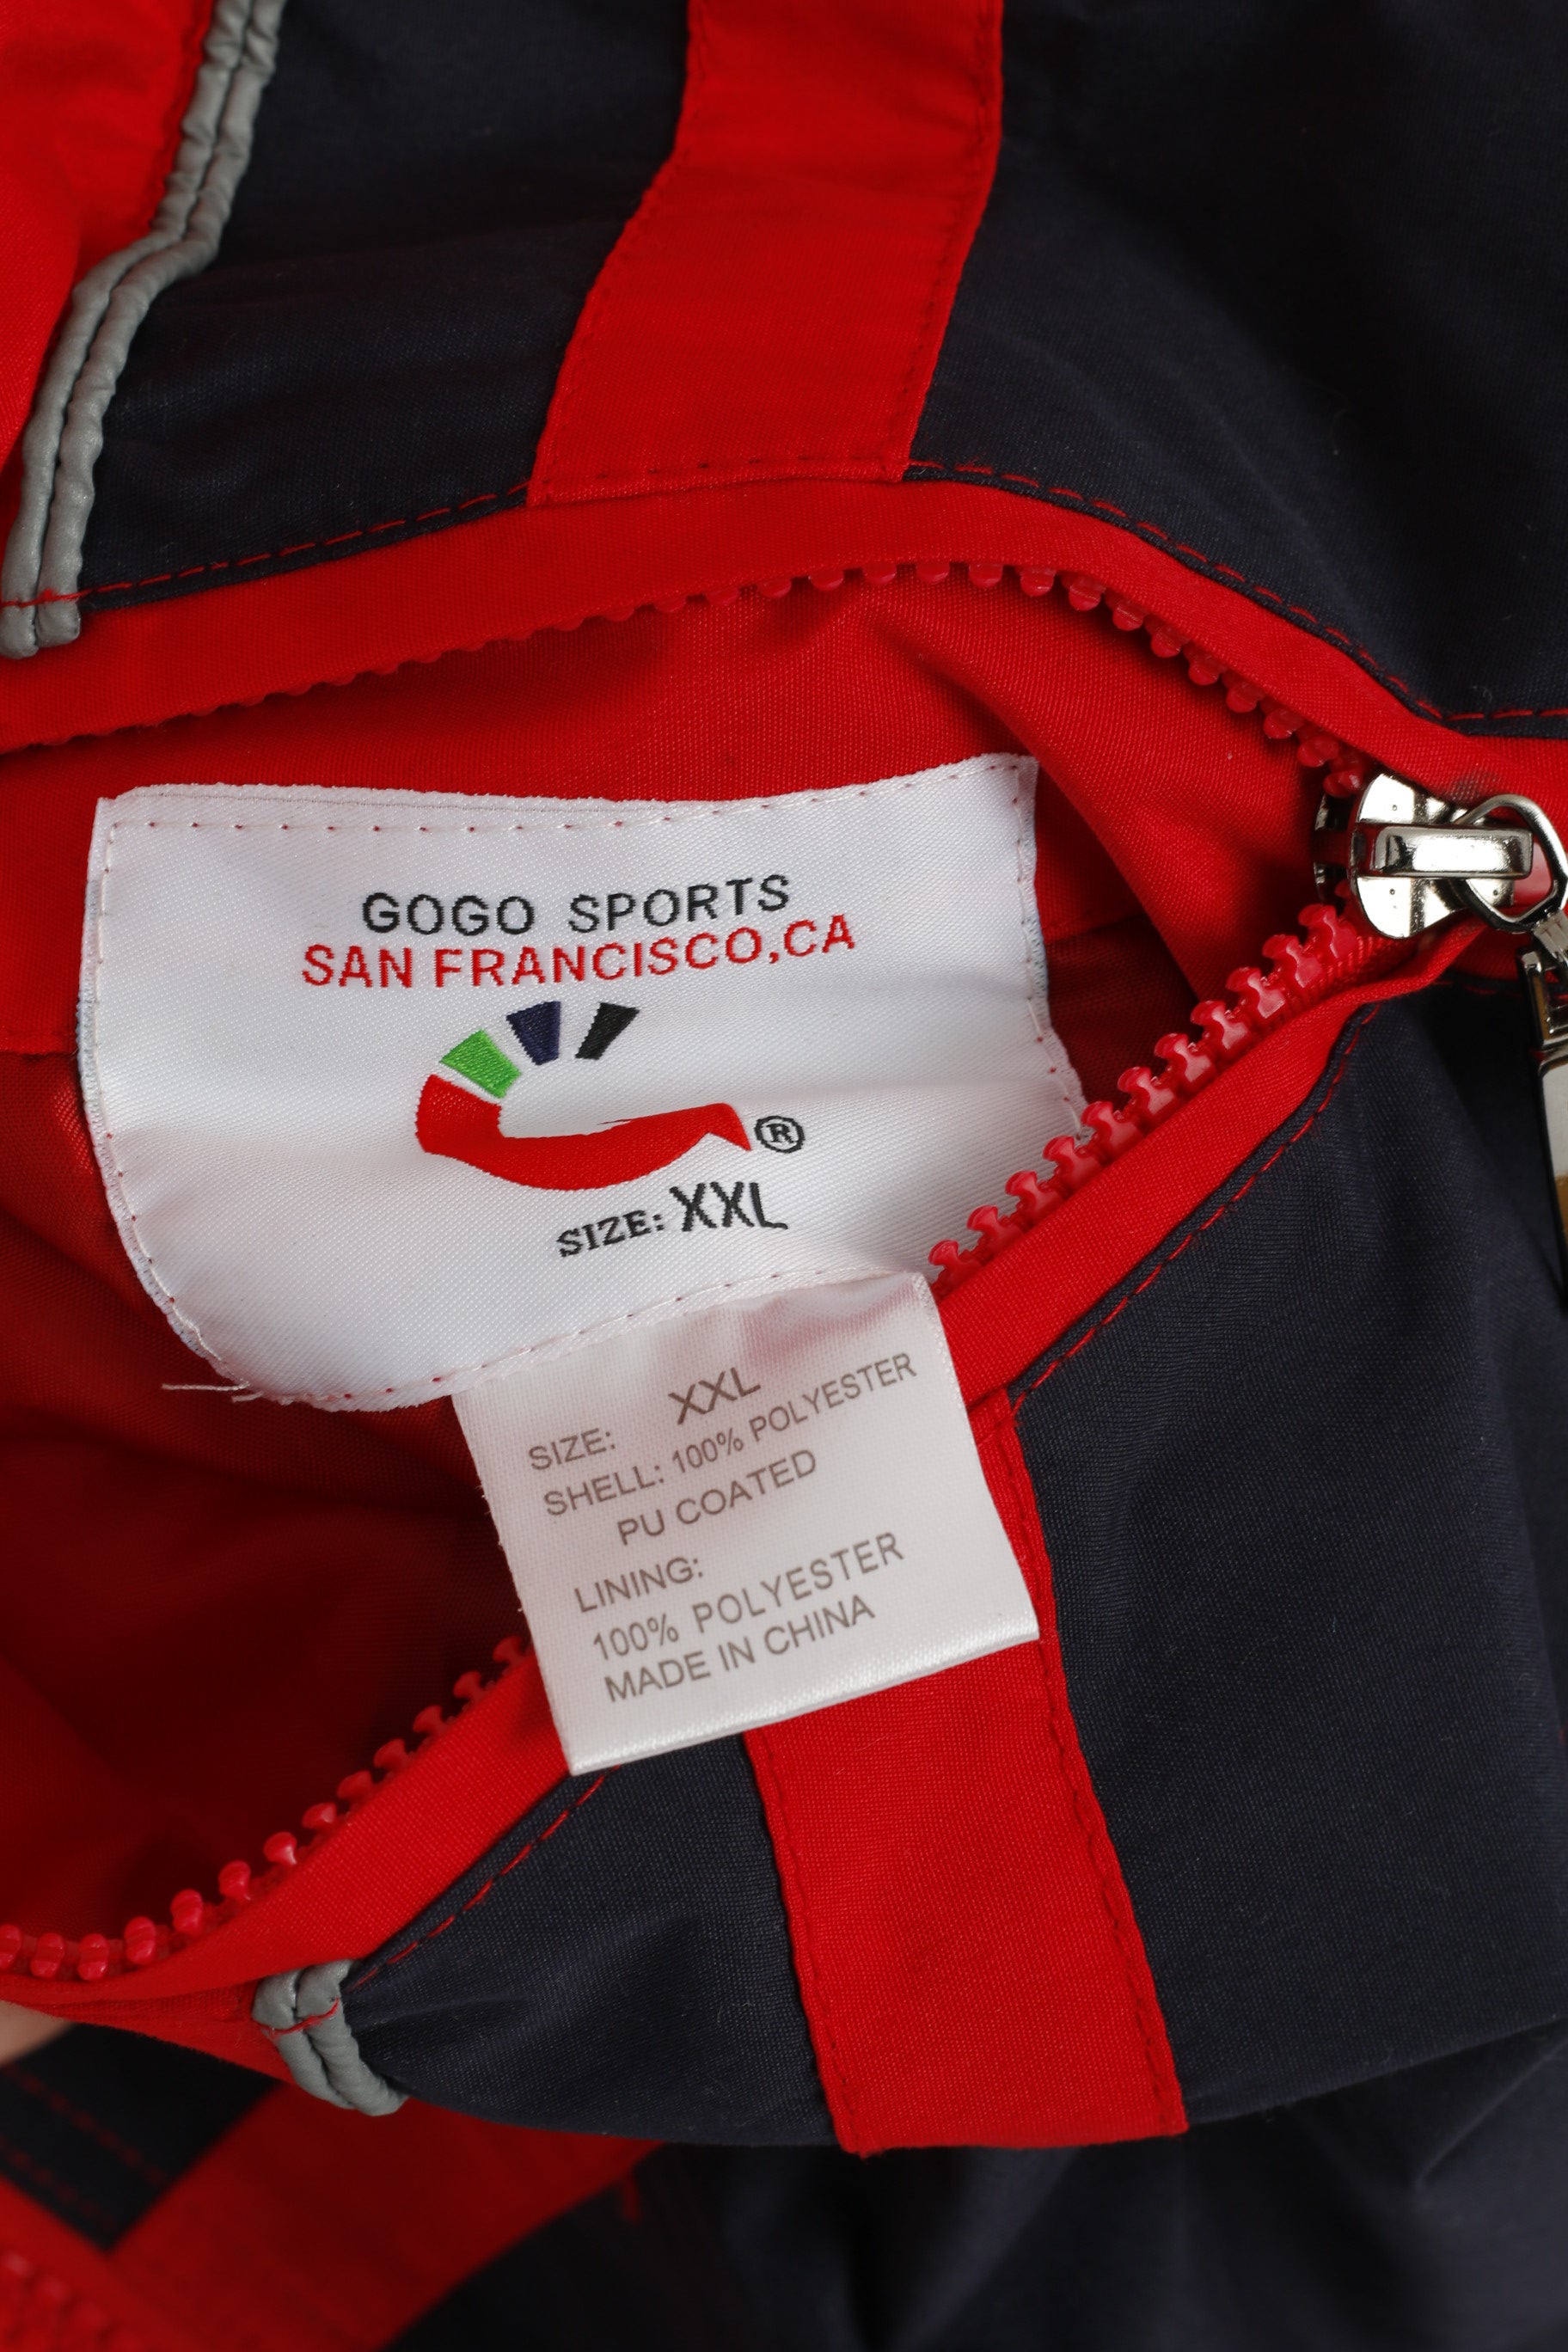 GOGO SPORTS
SAN FRANCISCO,CA
®
SIZE: XXL
SIZE: XXL
SHELL: 100% POLYESTER
PU COATED
LINING:
100% POLYESTER
MADE IN CHINA